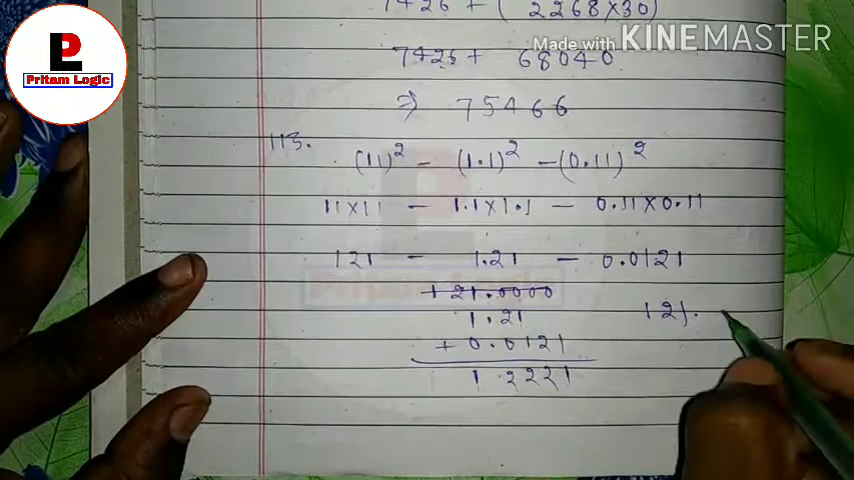 7426 + ( 2268×30)
Made with KINEMASTER
7426 + 68040
Pritam Logic
⇒ 75466
113.
(11)² - (1.1)² - (0.11)²
11×11 - 1.1×1.1 - 0.11×0.11
121 - 1.21 - 0.0121
+ 21.0000
1.21 121.
+ 0.0121
1.2221